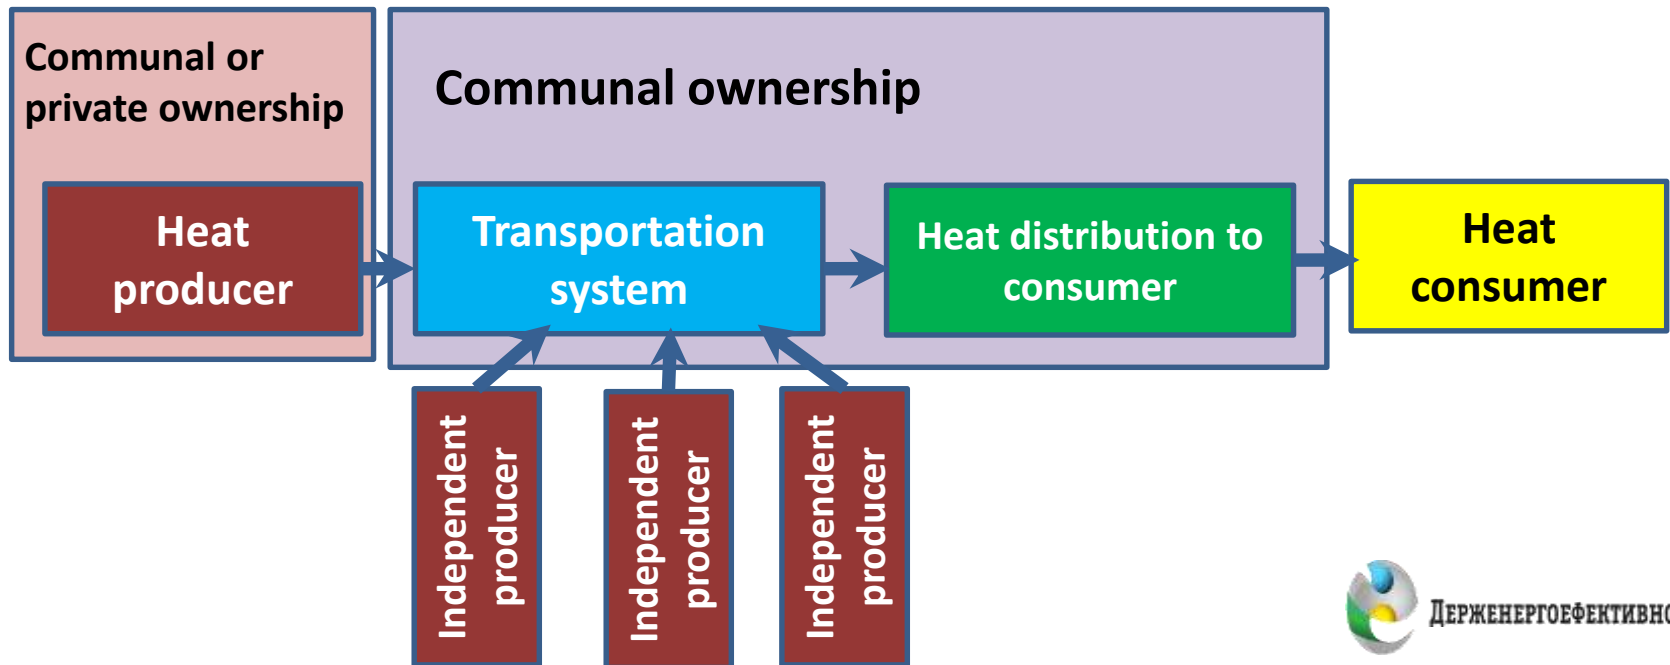 Communal or
private ownership
Communal ownership
Heat
producer
Transportation
system
Heat distribution to
consumer
Heat
consumer
Independent
producer
Independent
producer
Independent
producer
ДЕРЖЕНЕРГОЕФЕКТИВНО